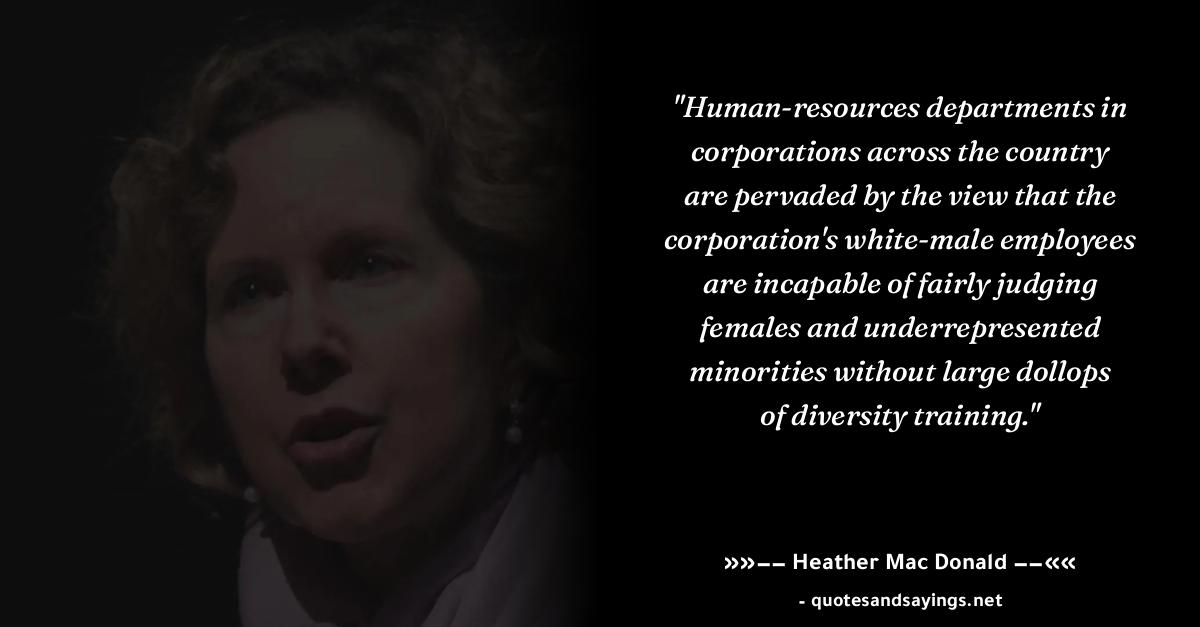 "Human-resources departments in
corporations across the country
are pervaded by the view that the
corporation's white-male employees
are incapable of fairly judging
females and underrepresented
minorities without large dollops
of diversity training."
»»−− Heather Mac Donald −−««
- quotesandsayings.net